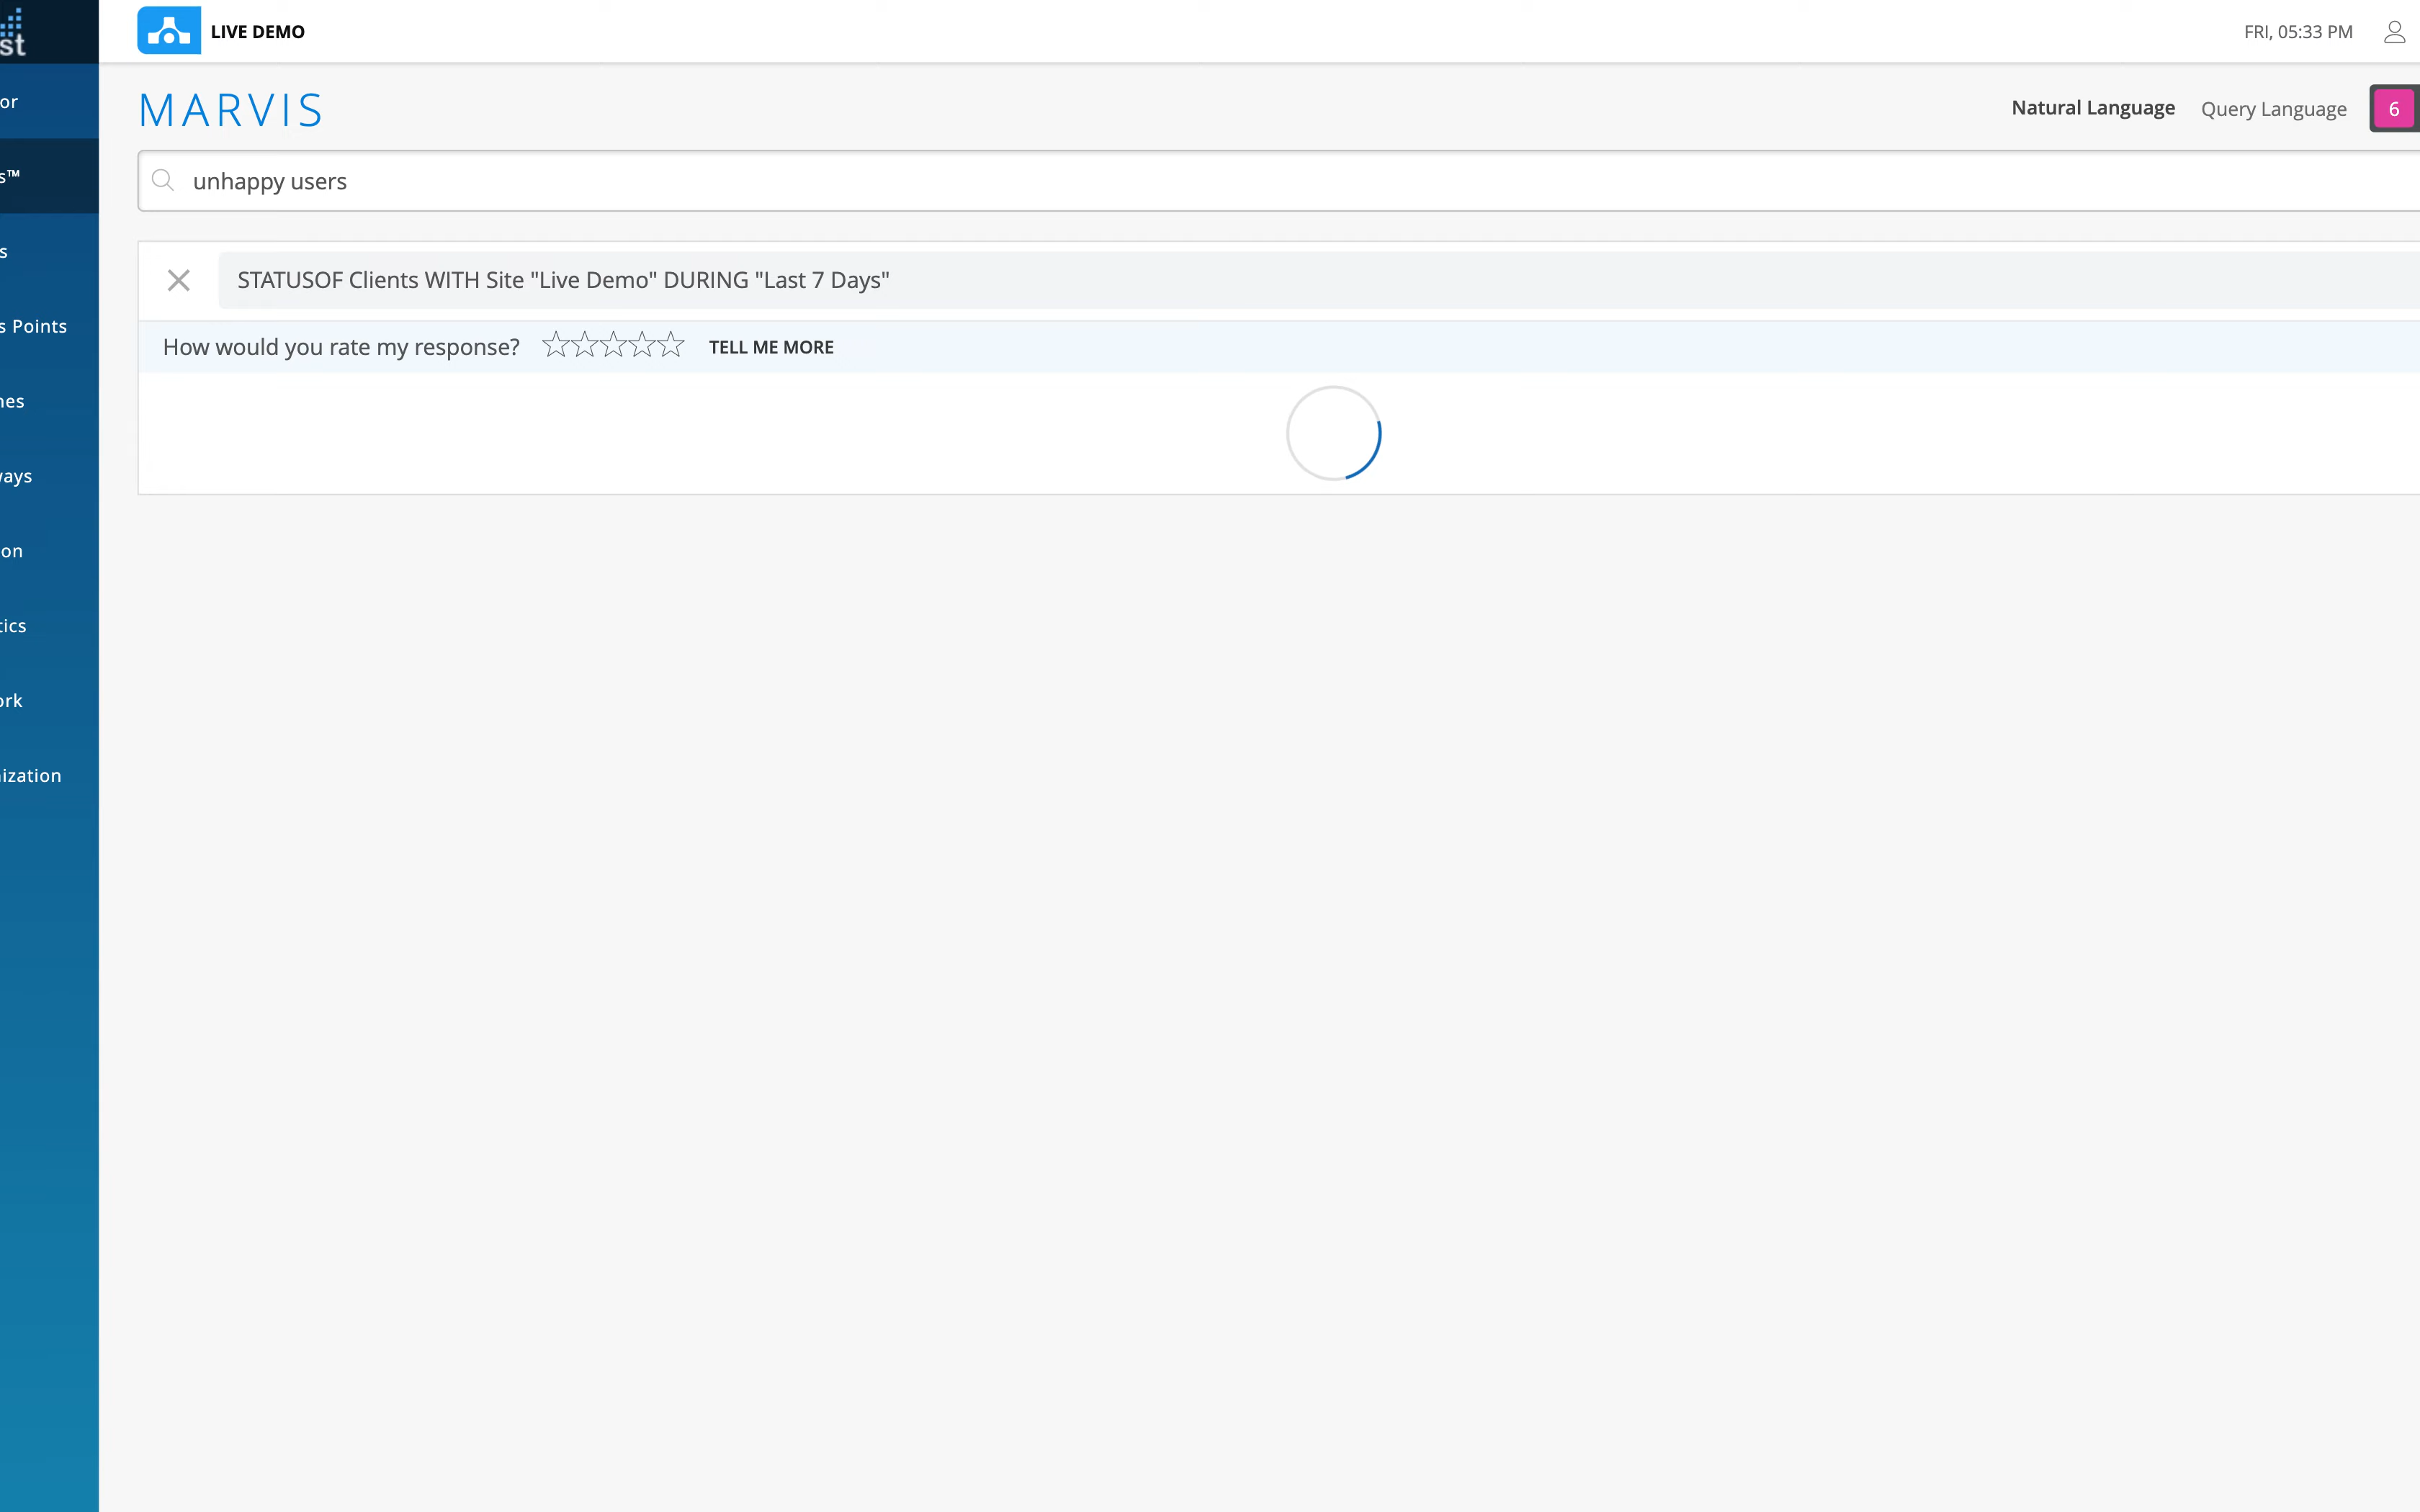 st
LIVE DEMO
FRI, 05:33 PM
or
MARVIS
Natural Language
Query Language
6
s™
unhappy users
s
STATUSOF Clients WITH Site "Live Demo" DURING "Last 7 Days"
s Points
How would you rate my response?
TELL ME MORE
nes
ways
on
tics
ork
ization